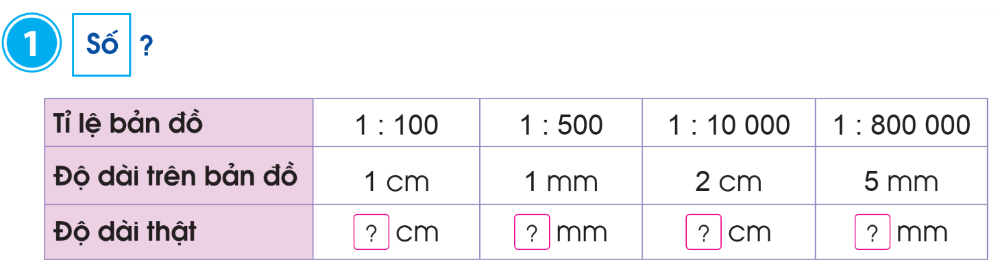 1 Số ?
Tỉ lệ bản đồ 1 : 100 1 : 500 1 : 10 000 1 : 800 000
Độ dài trên bản đồ 1 cm 1 mm 2 cm 5 mm
Độ dài thật ? cm ? mm ? cm ? mm